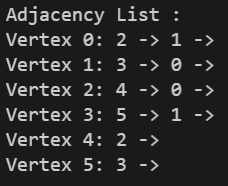 Adjacency List :
Vertex 0: 2 -> 1 ->
Vertex 1: 3 -> 0 ->
Vertex 2: 4 -> 0 ->
Vertex 3: 5 -> 1 ->
Vertex 4: 2 ->
Vertex 5: 3 ->